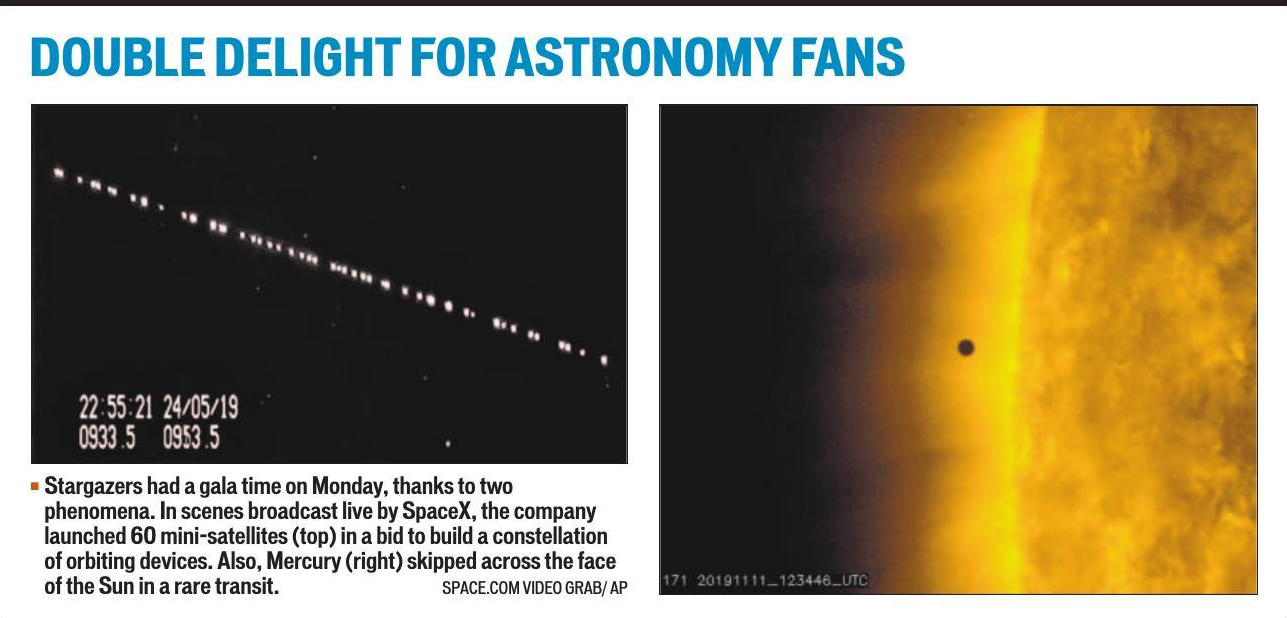 DOUBLE DELIGHT FOR ASTRONOMY FANS
22:55:21 24/05/19
0933.5 0953.5
171 20191111_123446_UTC
▪ Stargazers had a gala time on Monday, thanks to two
phenomena. In scenes broadcast live by SpaceX, the company
launched 60 mini-satellites (top) in a bid to build a constellation
of orbiting devices. Also, Mercury (right) skipped across the face
of the Sun in a rare transit. SPACE.COM VIDEO GRAB/ AP